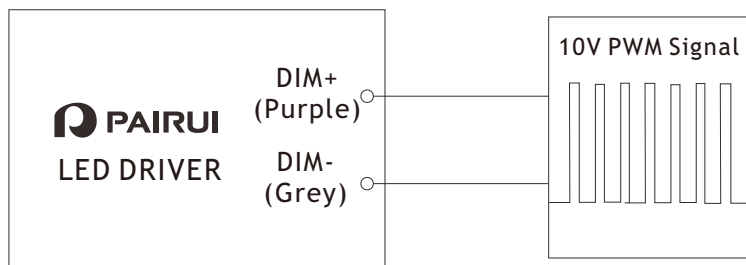 10V PWM Signal
DIM+
(Purple)
PAIRUI
LED DRIVER
DIM-
(Grey)